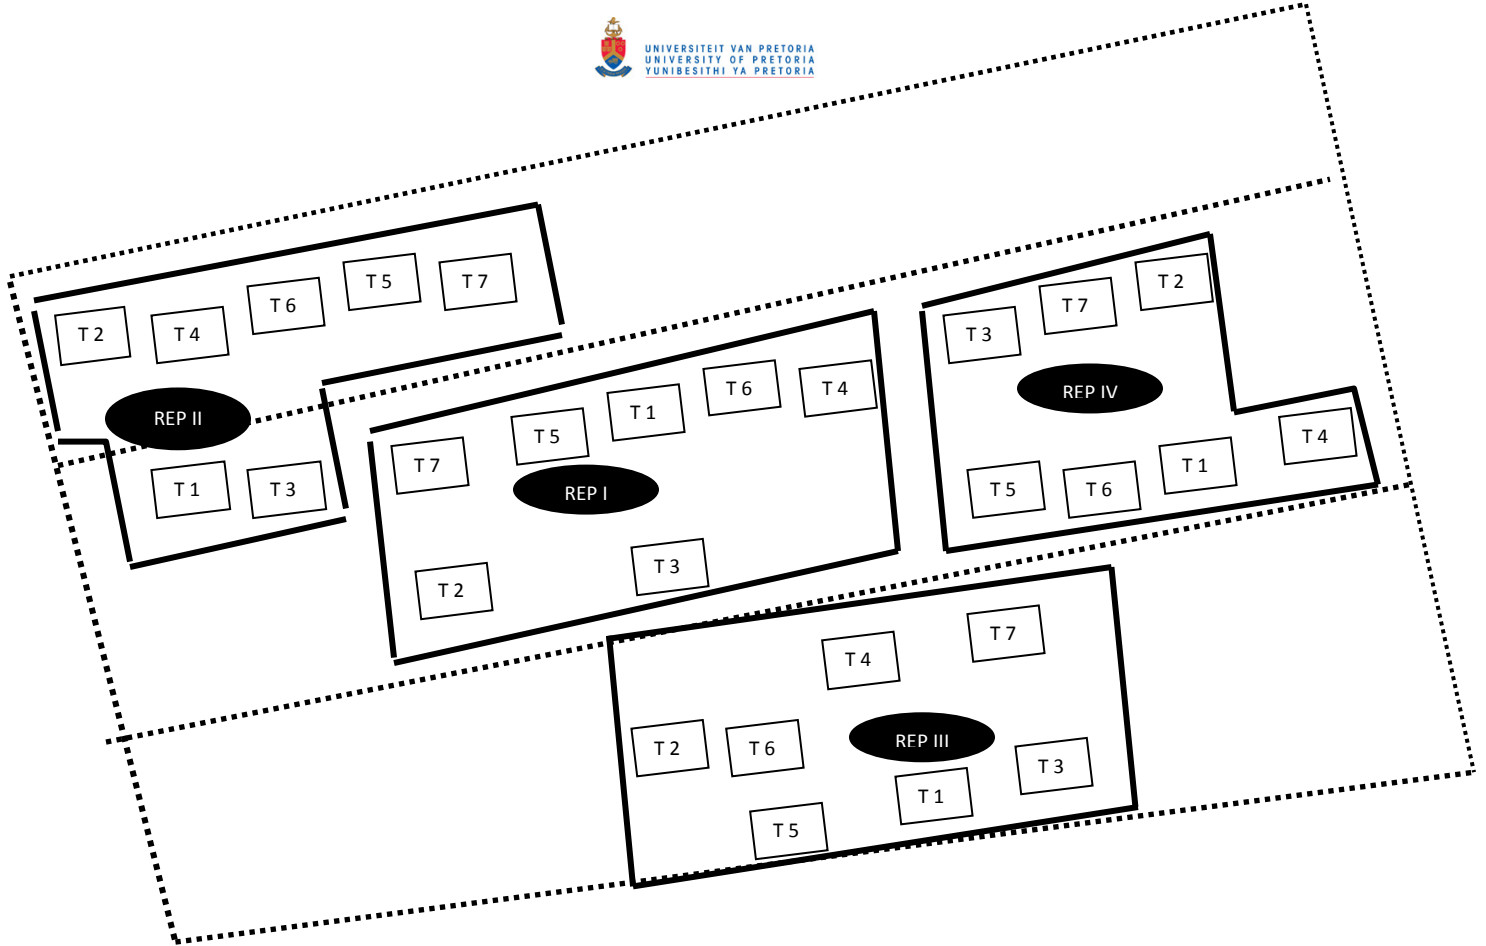 UNIVERSITEIT VAN PRETORIA
UNIVERSITY OF PRETORIA
YUNIBESITHI YA PRETORIA
T 2
T 4
T 6
T 5
T 7
REP II
T 1
T 3
T 7
T 5
T 1
T 6
T 4
REP I
T 2
T 3
T 3
T 7
T 2
REP IV
T 5
T 6
T 1
T 4
T 4
T 7
T 2
T 6
REP III
T 5
T 1
T 3